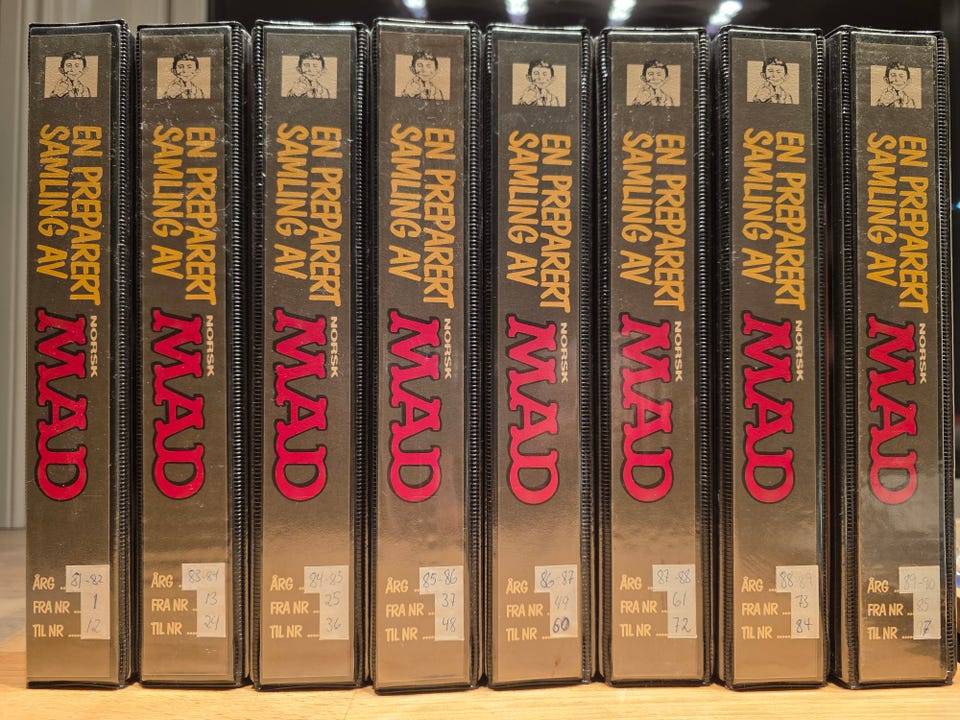 EN PREPARERT
SAMLING AV
NORSK
MAD
ÅRG .. 81-82
FRA NR .. 1
TIL NR .... 12
EN PREPARERT
SAMLING AV
NORSK
MAD
ÅRG .. 83-84
FRA NR .. 13
TIL NR .... 24
EN PREPARERT
SAMLING AV
NORSK
MAD
ÅRG .. 84-85
FRA NR .. 25
TIL NR .... 36
EN PREPARERT
SAMLING AV
NORSK
MAD
ÅRG .. 85-86
FRA NR .. 37
TIL NR .... 48
EN PREPARERT
SAMLING AV
NORSK
MAD
ÅRG .. 86-87
FRA NR .. 49
TIL NR .... 60
EN PREPARERT
SAMLING AV
NORSK
MAD
ÅRG .. 87-88
FRA NR .. 61
TIL NR .... 72
EN PREPARERT
SAMLING AV
NORSK
MAD
ÅRG .. 88-89
FRA NR .. 73
TIL NR .... 84
EN PREPARERT
SAMLING AV
NORSK
MAD
ÅRG .. 89-90
FRA NR .. 85
TIL NR ....